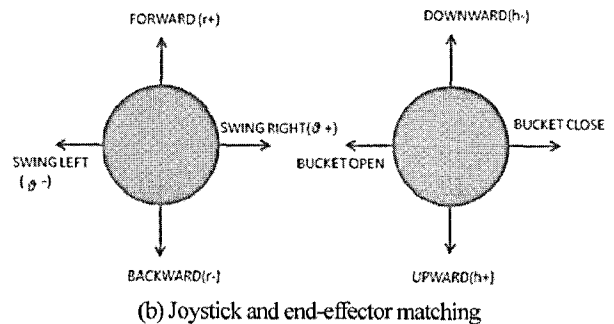 FORWARD (r+)
SWING RIGHT(θ+)
SWING LEFT
(θ-)
BACKWARD(r-)
DOWNWARD(h-)
BUCKET CLOSE
BUCKET OPEN
UPWARD(h+)
(b) Joystick and end-effector matching